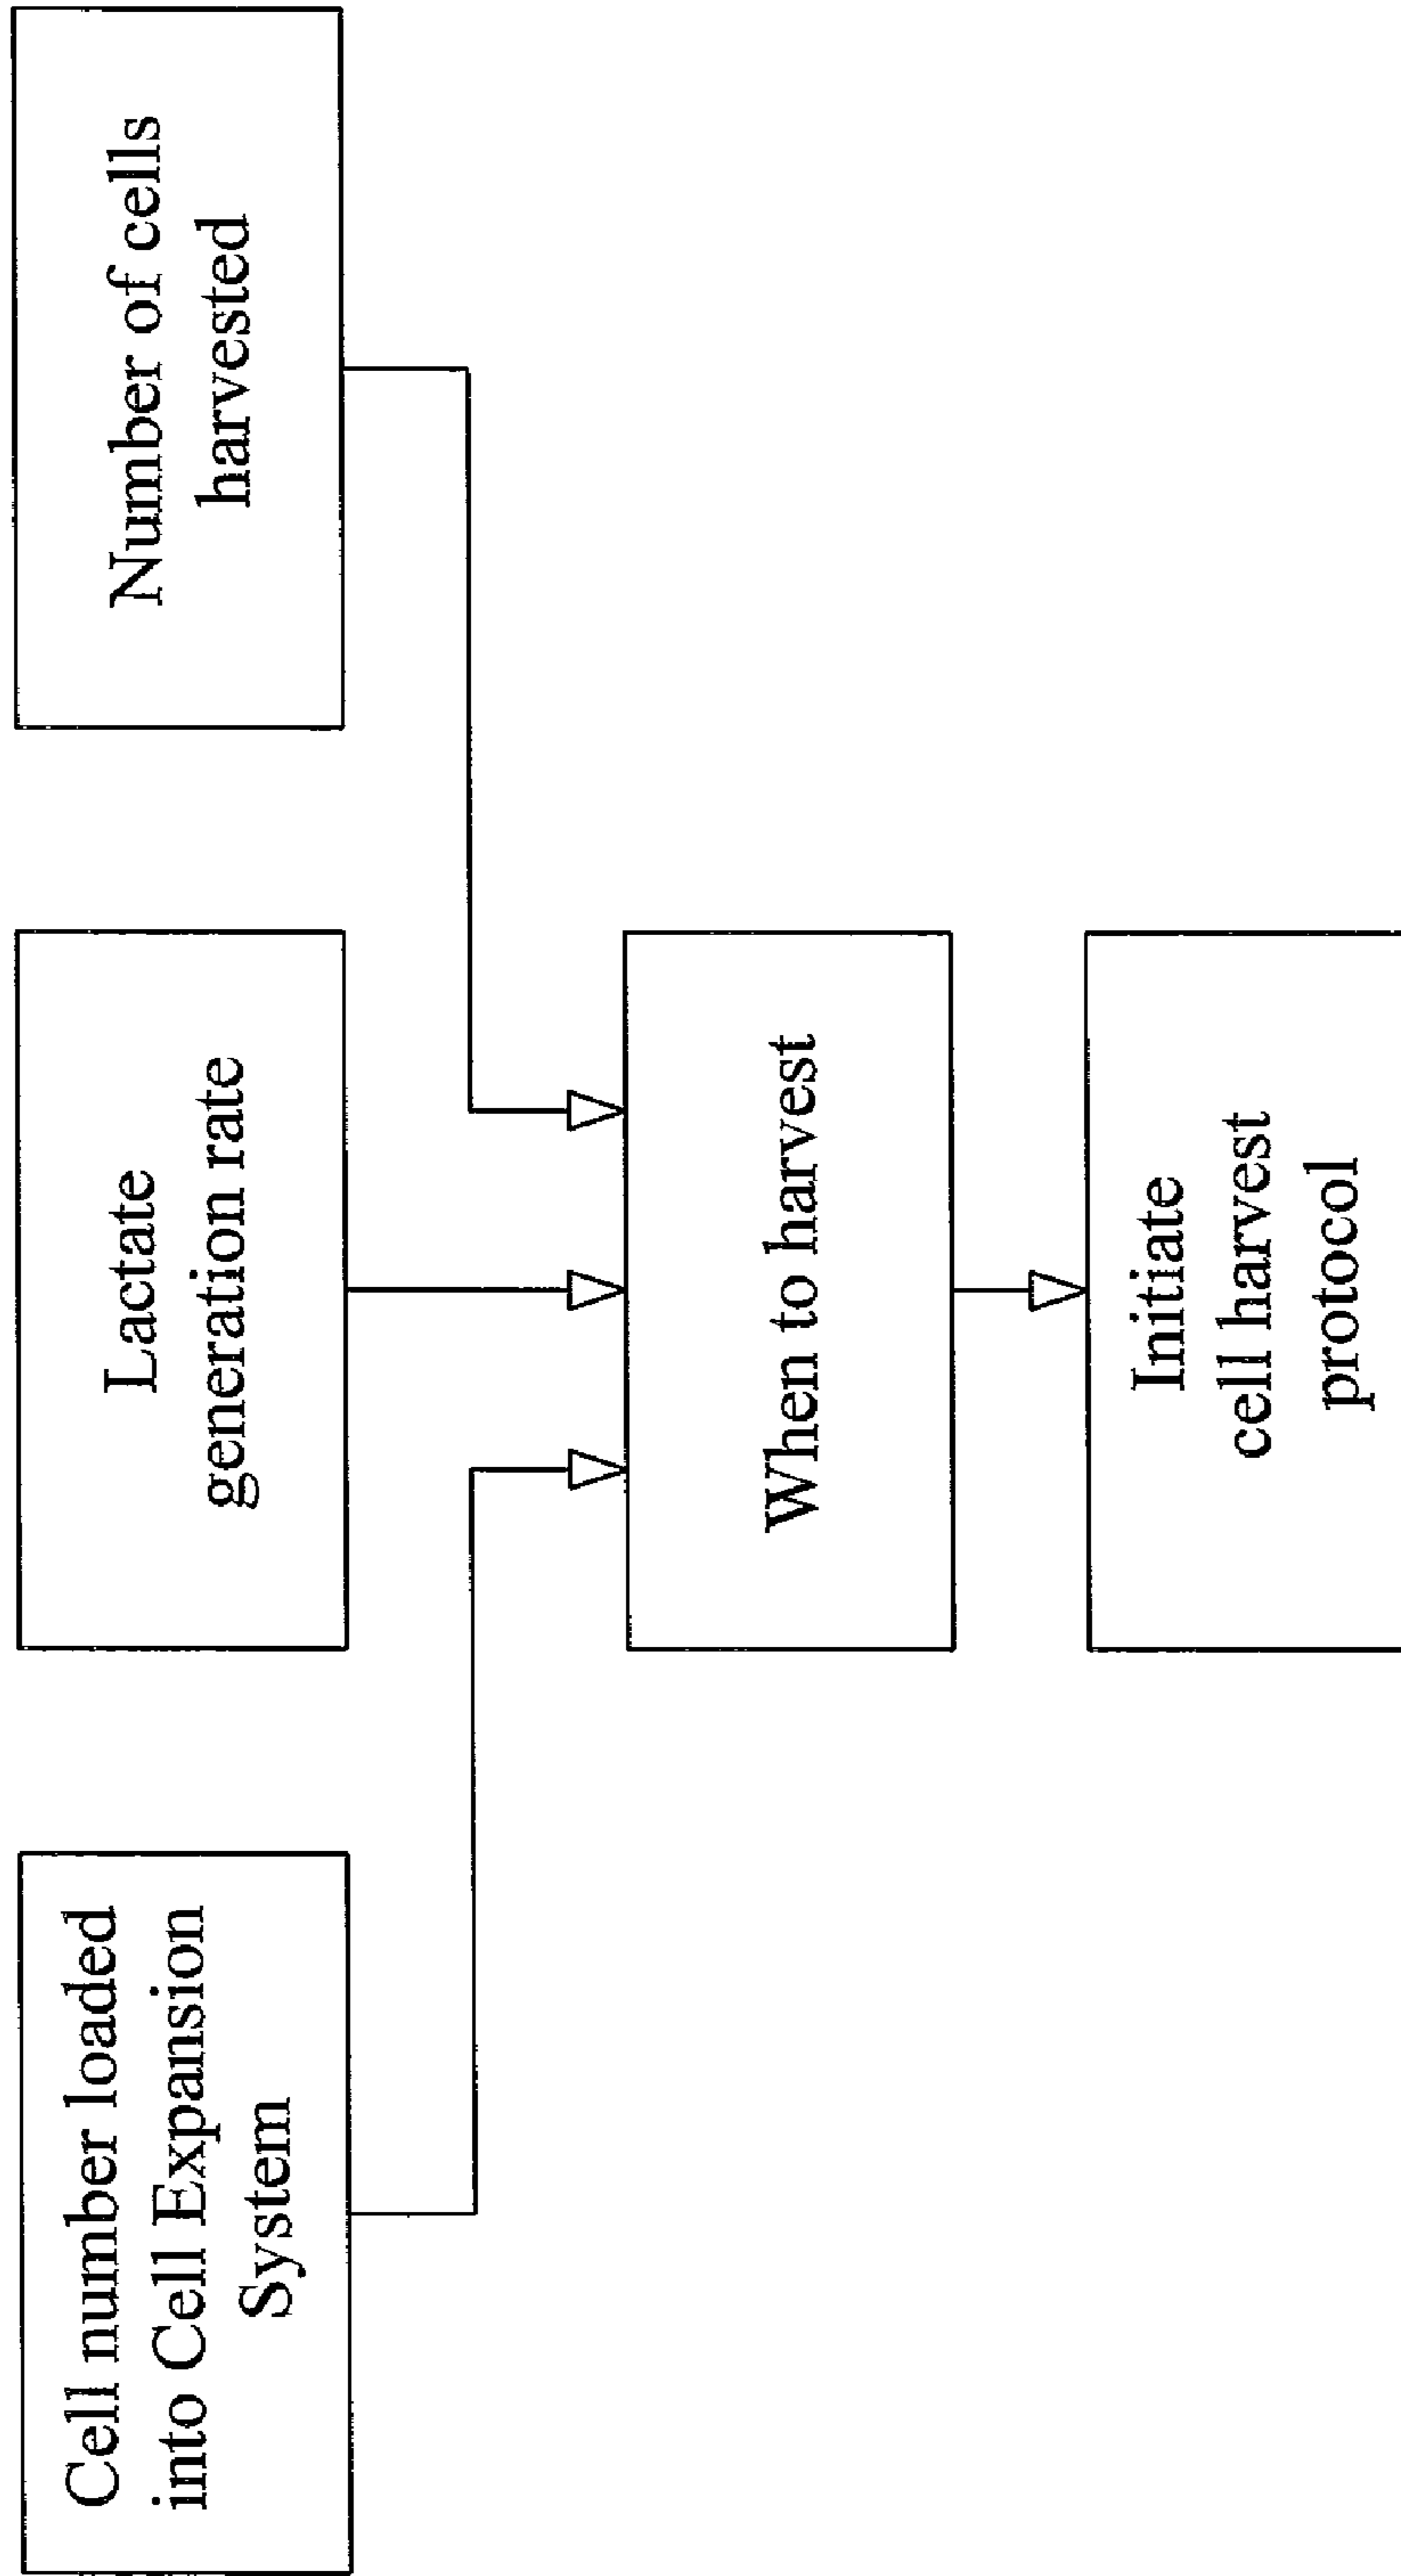 Cell number loaded
into Cell Expansion
System
Lactate
generation rate
Number of cells
harvested
When to harvest
Initiate
cell harvest
protocol